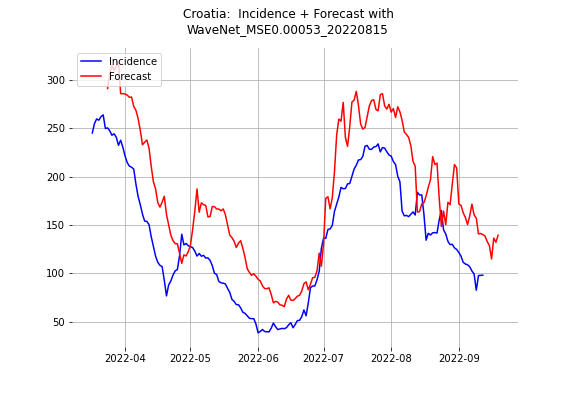 Croatia:  Incidence + Forecast with
WaveNet_MSE0.00053_20220815
Incidence
Forecast
300
250
200
150
100
50
2022-04 2022-05 2022-06 2022-07 2022-08 2022-09